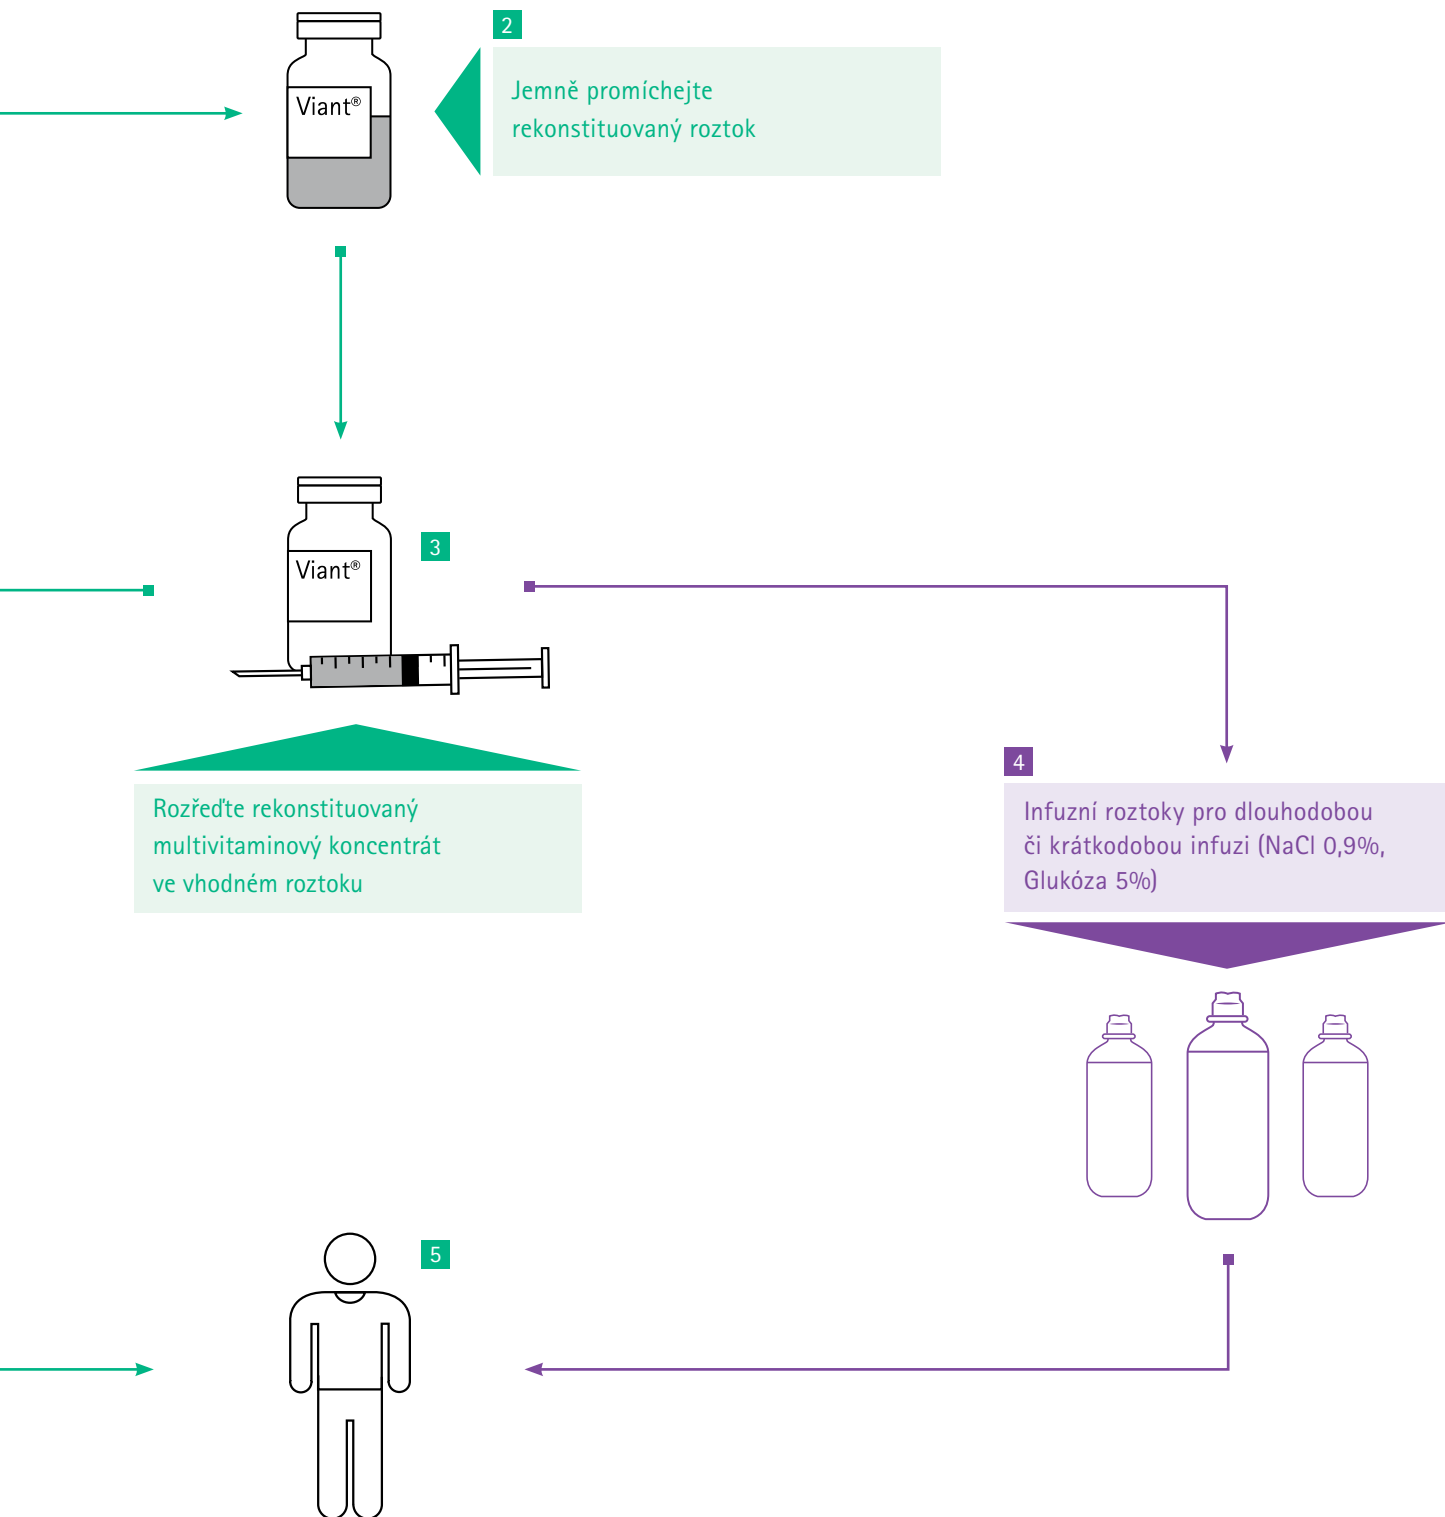 2
Viant®
Jemně promíchejte
rekonstituovaný roztok
3
Viant®
Rozřeďte rekonstituovaný
multivitaminový koncentrát
ve vhodném roztoku
4
Infuzní roztoky pro dlouhodobou
či krátkodobou infuzi (NaCl 0,9%,
Glukóza 5%)
5